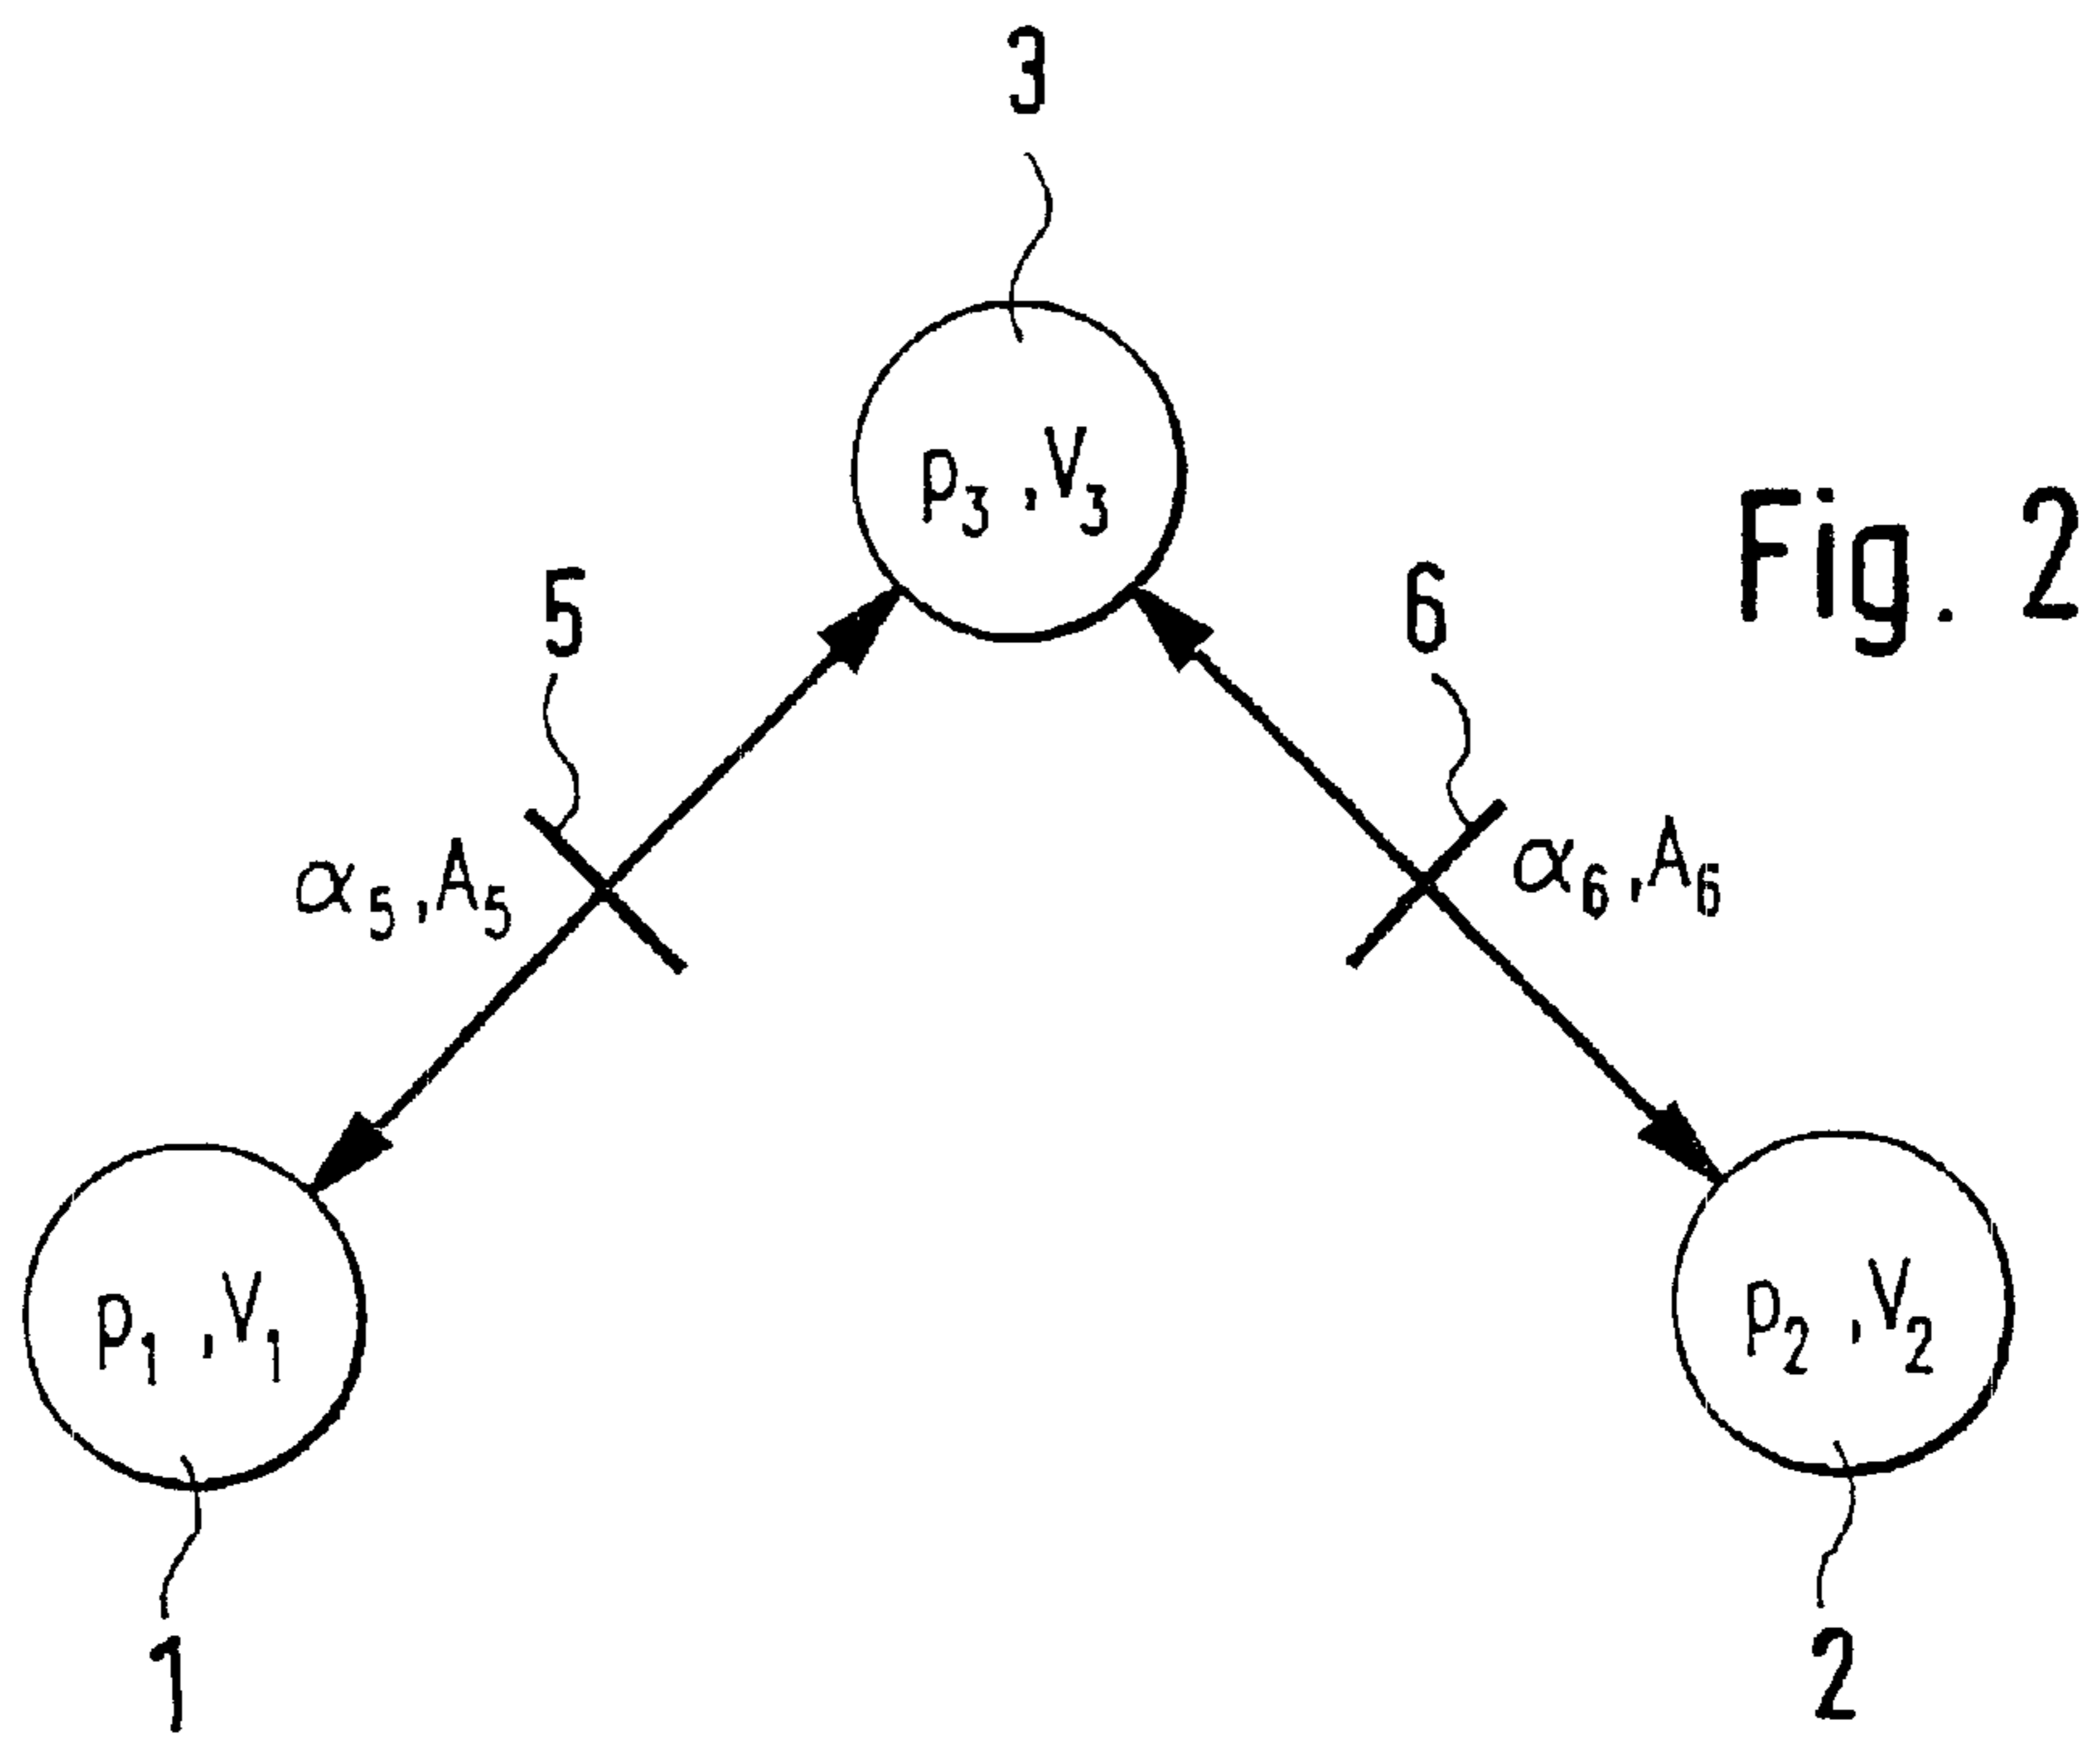 3
p₃ ,V₃
Fig. 2
5
6
α₅ ,A₅
α₆ ,A₆
p₁ ,V₁
p₂ ,V₂
1
2